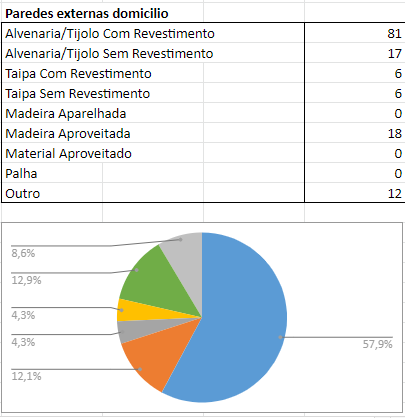 Paredes externas domicilio
Alvenaria/Tijolo Com Revestimento 81
Alvenaria/Tijolo Sem Revestimento 17
Taipa Com Revestimento 6
Taipa Sem Revestimento 6
Madeira Aparelhada 0
Madeira Aproveitada 18
Material Aproveitado 0
Palha 0
Outro 12
8,6%
12,9%
4,3%
4,3%
12,1%
57,9%